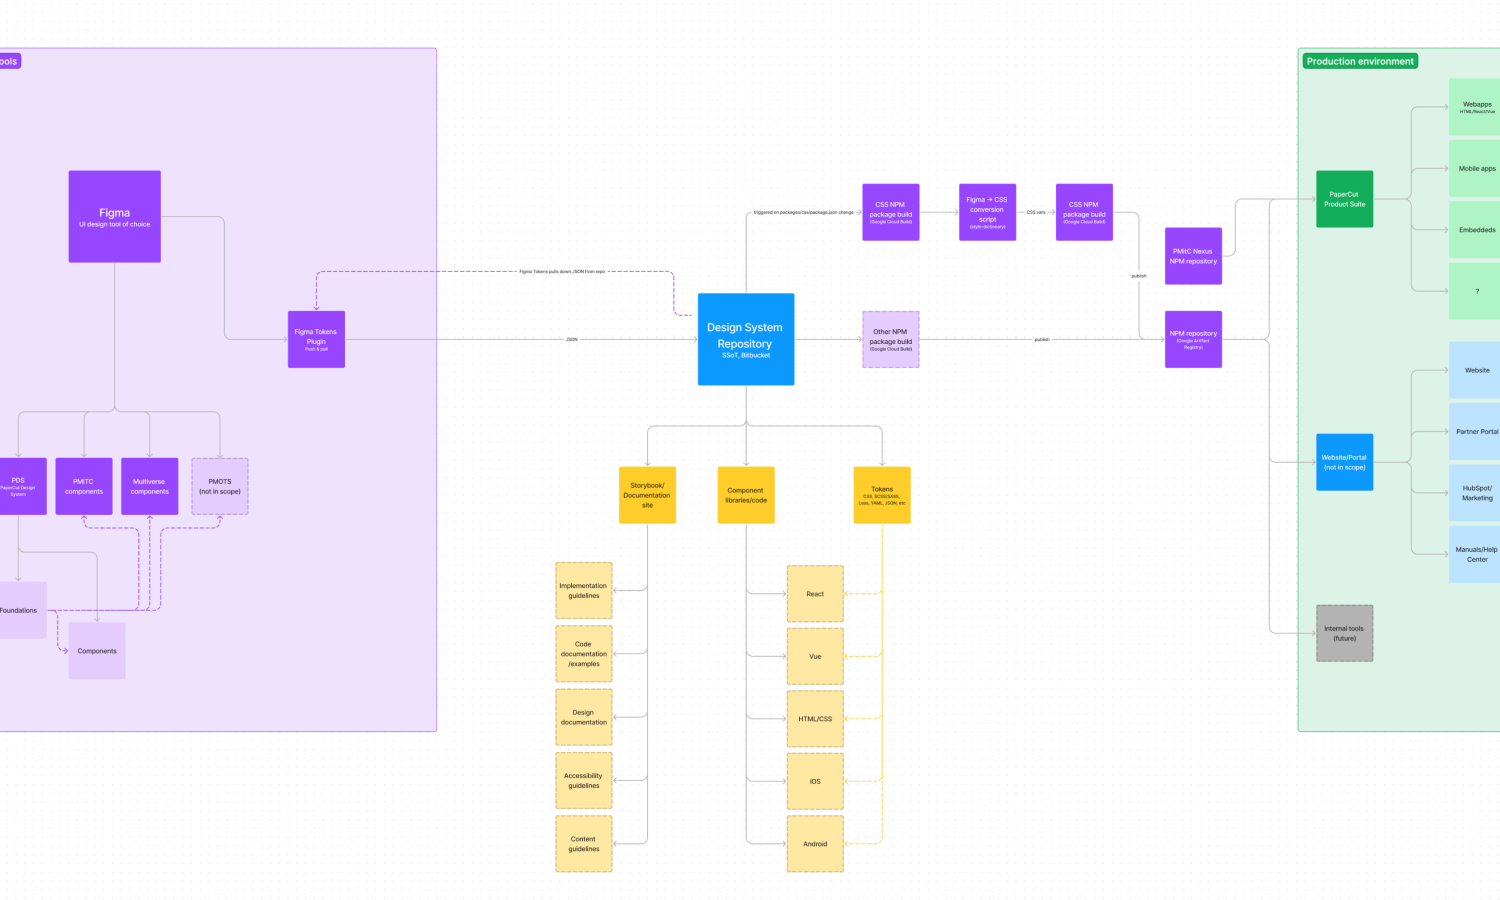 ools
Figma
UI design tool of choice
Figma Tokens
Plugin
Push & pull
PDS
PaperCut Design
System
PMITC
components
Multiverse
components
PMOTS
(not in scope)
Foundations
Components
Figma Tokens pulls down JSON from repo
JSON
Design System
Repository
SSoT, Bitbucket
triggered on packages/css/package.json change
CSS NPM
package build
(Google Cloud Build)
Figma → CSS
conversion
script
(style-dictionary)
CSS vars
CSS NPM
package build
(Google Cloud Build)
publish
Other NPM
package build
(Google Cloud Build)
publish
PMitC Nexus
NPM repository
NPM repository
(Google Artifact
Registry)
Storybook/
Documentation
site
Component
libraries/code
Tokens
CSS, SCSS/SASS,
Less, YAML, JSON, etc
Implementation
guidelines
Code
documentation
/examples
Design
documentation
Accessibility
guidelines
Content
guidelines
React
Vue
HTML/CSS
iOS
Android
Production environment
PaperCut
Product Suite
Webapps
HTML/React/Vue
Mobile apps
Embeddeds
?
Website/Portal
(not in scope)
Website
Partner Portal
HubSpot/
Marketing
Manuals/Help
Center
Internal tools
(future)